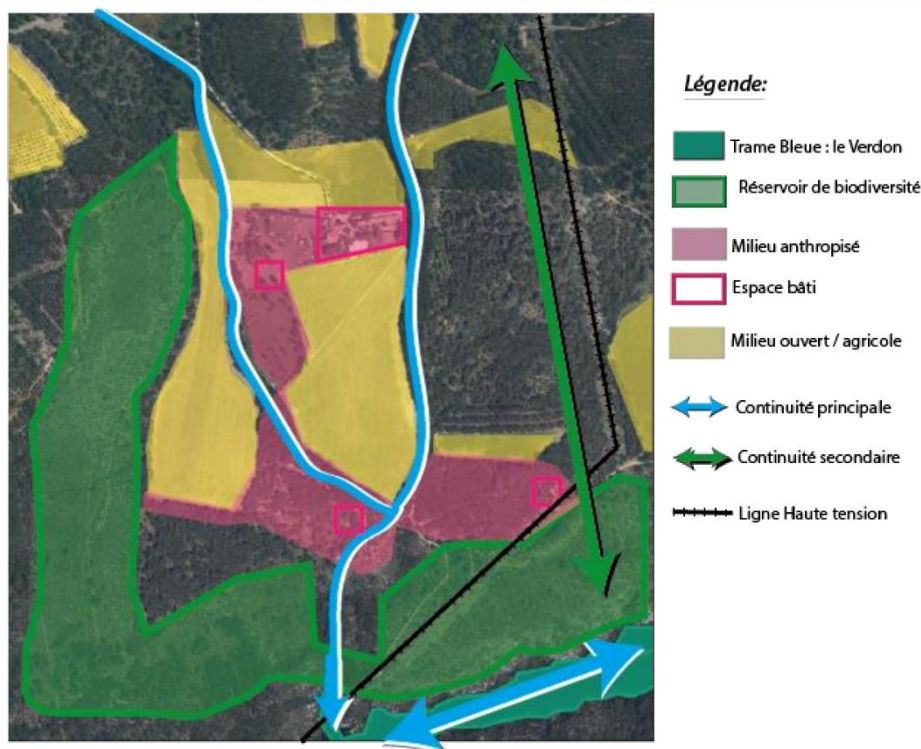 Légende:
Trame Bleue : le Verdon
Réservoir de biodiversité
Milieu anthropisé
Espace bâti
Milieu ouvert / agricole
Continuité principale
Continuité secondaire
Ligne Haute tension